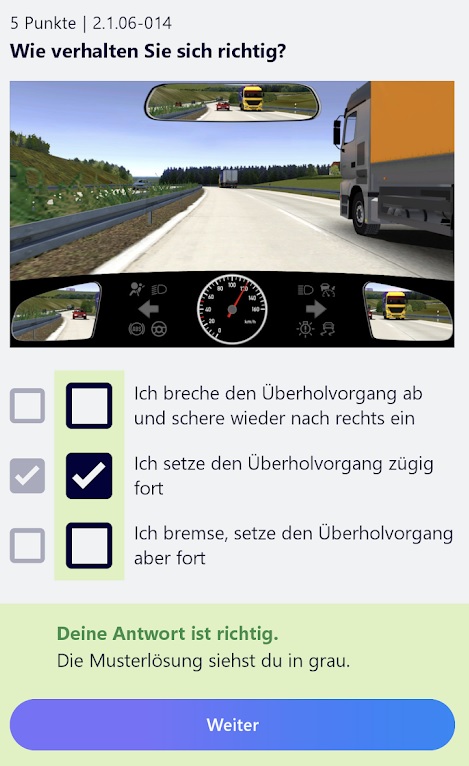 5 Punkte | 2.1.06-014
Wie verhalten Sie sich richtig?
Ich breche den Überholvorgang ab
und schere wieder nach rechts ein
Ich setze den Überholvorgang zügig
fort
Ich bremse, setze den Überholvorgang
aber fort
Deine Antwort ist richtig.
Die Musterlösung siehst du in grau.
Weiter